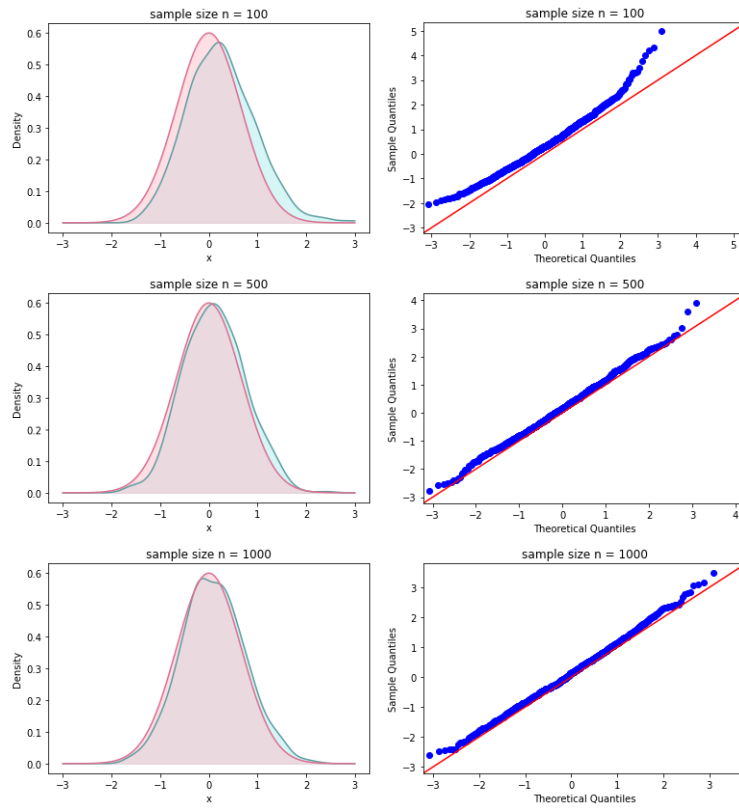 sample size n = 100
0.6
0.5
0.4
0.3
0.2
0.1
0.0
Density
−3 −2 −1 0 1 2 3
x
sample size n = 100
5
4
3
2
1
0
−1
−2
−3
Sample Quantiles
−3 −2 −1 0 1 2 3 4 5
Theoretical Quantiles
sample size n = 500
0.6
0.5
0.4
0.3
0.2
0.1
0.0
Density
−3 −2 −1 0 1 2 3
x
sample size n = 500
4
3
2
1
0
−1
−2
−3
Sample Quantiles
−3 −2 −1 0 1 2 3 4
Theoretical Quantiles
sample size n = 1000
0.6
0.5
0.4
0.3
0.2
0.1
0.0
Density
−3 −2 −1 0 1 2 3
x
sample size n = 1000
3
2
1
0
−1
−2
−3
Sample Quantiles
−3 −2 −1 0 1 2 3
Theoretical Quantiles